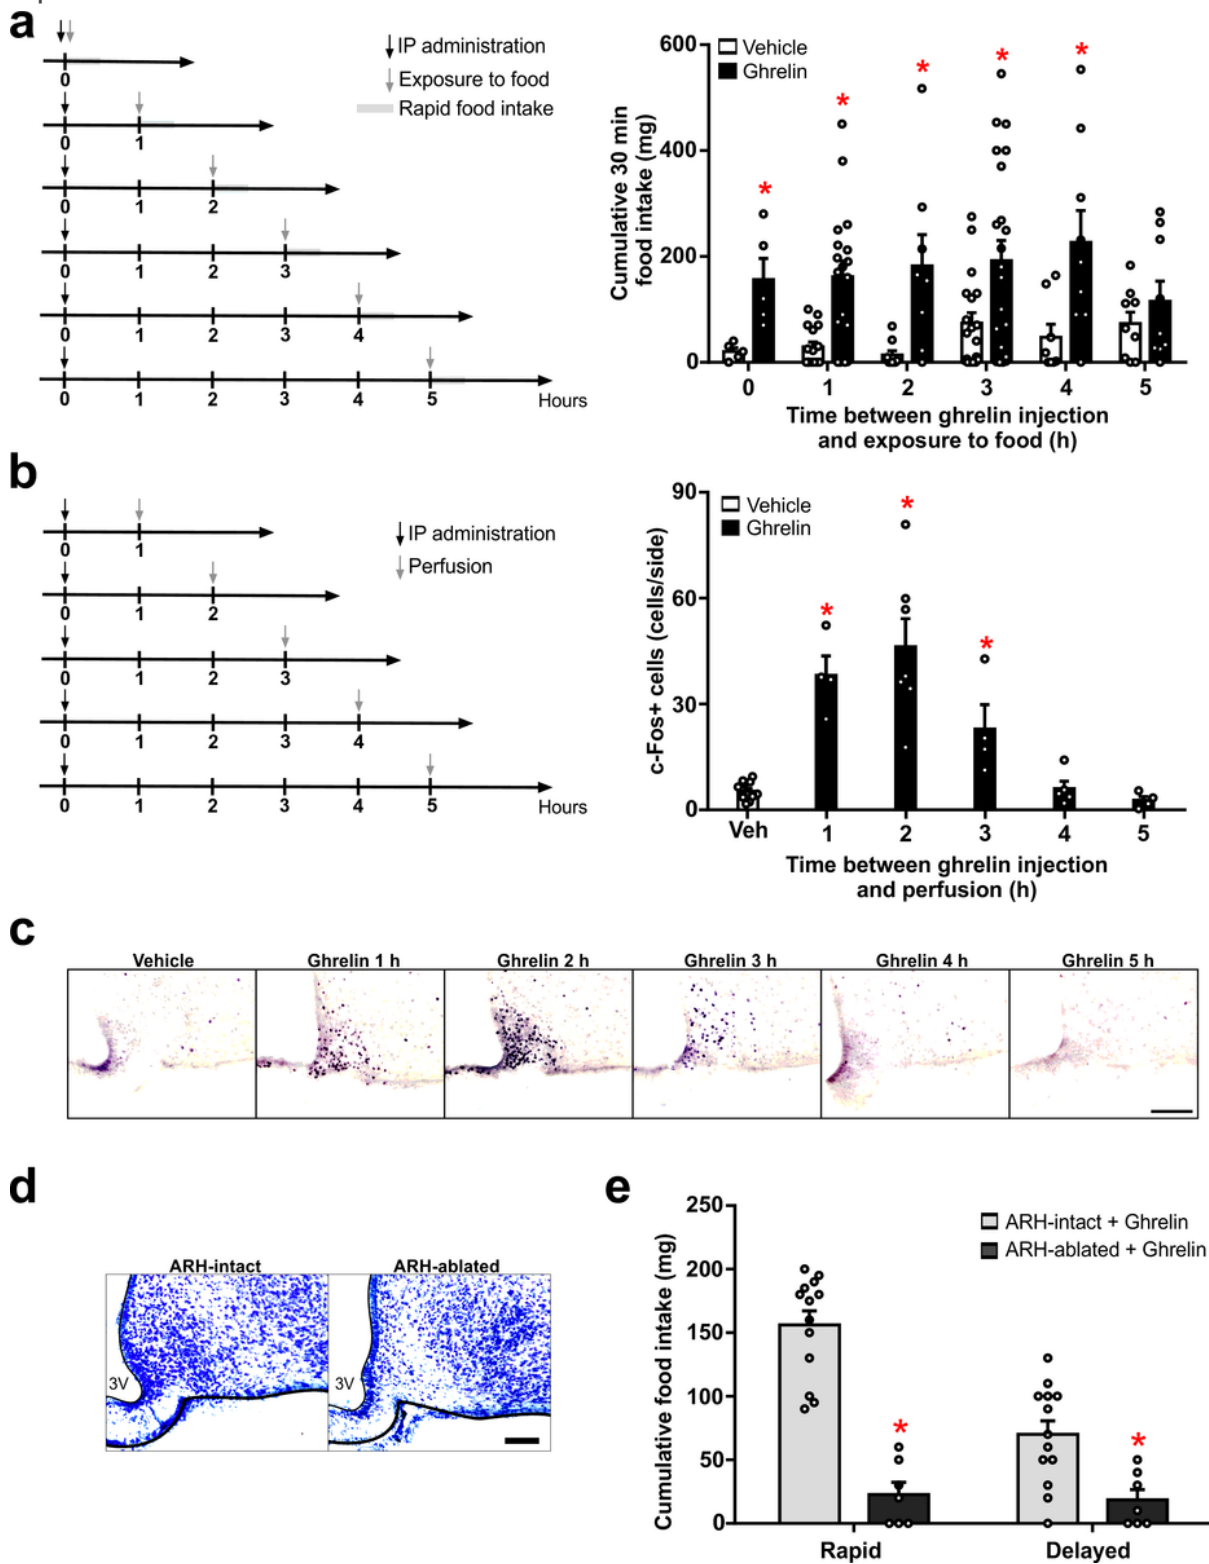 a
IP administration
Exposure to food
Rapid food intake
0
0 1
0 1 2
0 1 2 3
0 1 2 3 4
0 1 2 3 4 5 Hours
Cumulative 30 min
food intake (mg)
600
400
200
0
Vehicle
Ghrelin
* * * * *
0 1 2 3 4 5
Time between ghrelin injection
and exposure to food (h)
b
IP administration
Perfusion
0 1
0 1 2
0 1 2 3
0 1 2 3 4
0 1 2 3 4 5 Hours
c-Fos+ cells (cells/side)
90
60
30
0
Vehicle
Ghrelin
* * *
Veh 1 2 3 4 5
Time between ghrelin injection
and perfusion (h)
c
Vehicle Ghrelin 1 h Ghrelin 2 h Ghrelin 3 h Ghrelin 4 h Ghrelin 5 h
d
ARH-intact ARH-ablated
3V 3V
e
Cumulative food intake (mg)
250
200
150
100
50
0
ARH-intact + Ghrelin
ARH-ablated + Ghrelin
* *
Rapid Delayed